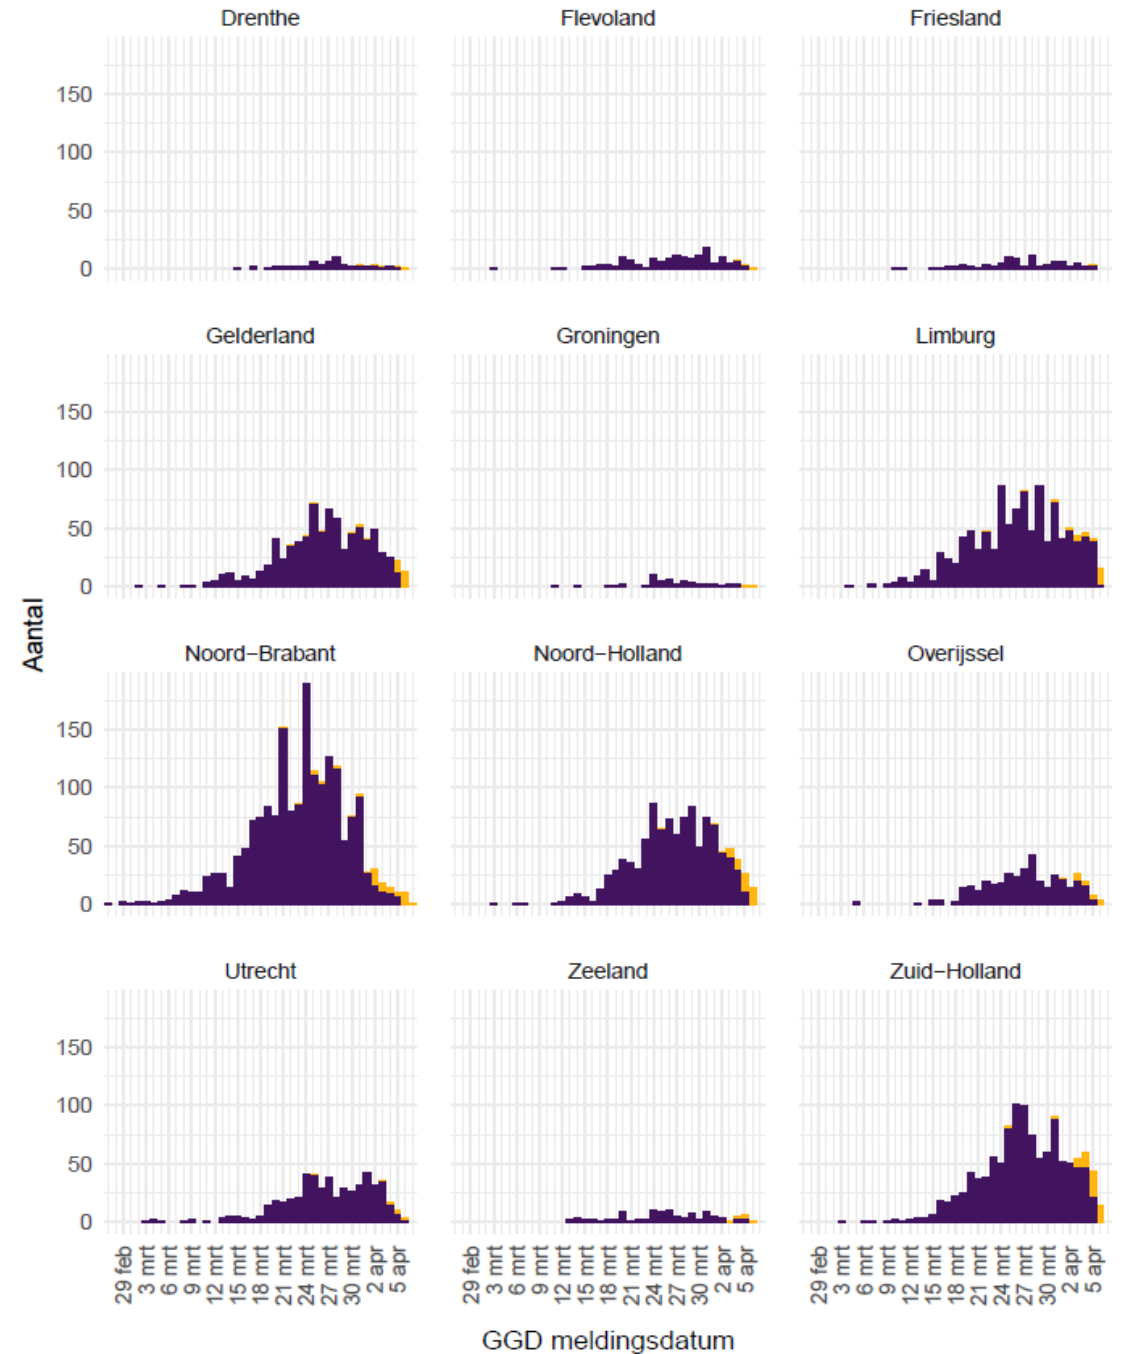 Drenthe Flevoland Friesland
150
100
50
0
Gelderland Groningen Limburg
150
100
50
0
Aantal
Noord−Brabant Noord−Holland Overijssel
150
100
50
0
Utrecht Zeeland Zuid−Holland
150
100
50
0
29 feb 3 mrt 6 mrt 9 mrt 12 mrt 15 mrt 18 mrt 21 mrt 24 mrt 27 mrt 30 mrt 2 apr 5 apr
29 feb 3 mrt 6 mrt 9 mrt 12 mrt 15 mrt 18 mrt 21 mrt 24 mrt 27 mrt 30 mrt 2 apr 5 apr
29 feb 3 mrt 6 mrt 9 mrt 12 mrt 15 mrt 18 mrt 21 mrt 24 mrt 27 mrt 30 mrt 2 apr 5 apr
GGD meldingsdatum